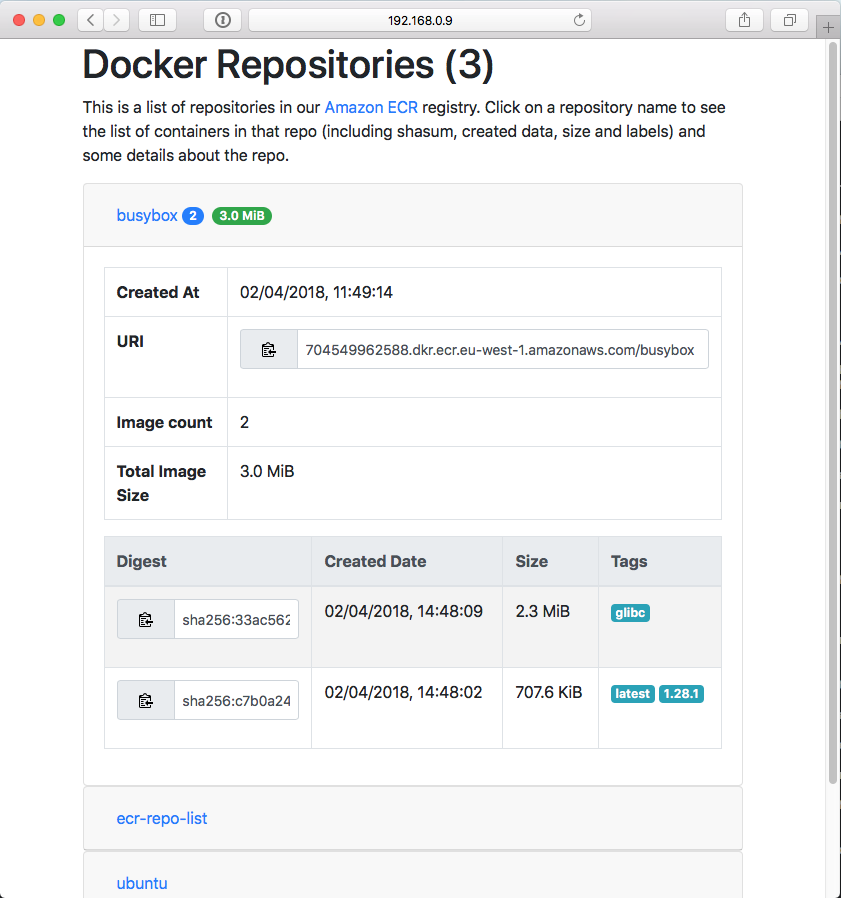 192.168.0.9
Docker Repositories (3)
This is a list of repositories in our Amazon ECR registry. Click on a repository name to see
the list of containers in that repo (including shasum, created data, size and labels) and
some details about the repo.
busybox 2 3.0 MiB
Created At 02/04/2018, 11:49:14
URI 704549962588.dkr.ecr.eu-west-1.amazonaws.com/busybox
Image count 2
Total Image 3.0 MiB
Size
Digest Created Date Size Tags
sha256:33ac562 02/04/2018, 14:48:09 2.3 MiB glibc
sha256:c7b0a24 02/04/2018, 14:48:02 707.6 KiB latest 1.28.1
ecr-repo-list
ubuntu